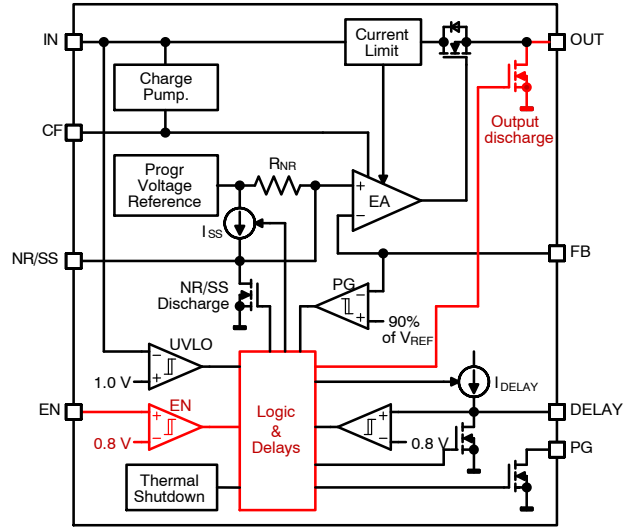 IN
Current
Limit
OUT
Charge
Pump.
Output
discharge
CF
Progr
Voltage
Reference
RNR
+
EA
−
ISS
NR/SS
FB
NR/SS
Discharge
PG
−
+
90%
of VREF
UVLO
−
+
1.0 V
IDELAY
EN
EN
+
−
0.8 V
Logic
&
Delays
+
−
0.8 V
DELAY
PG
Thermal
Shutdown